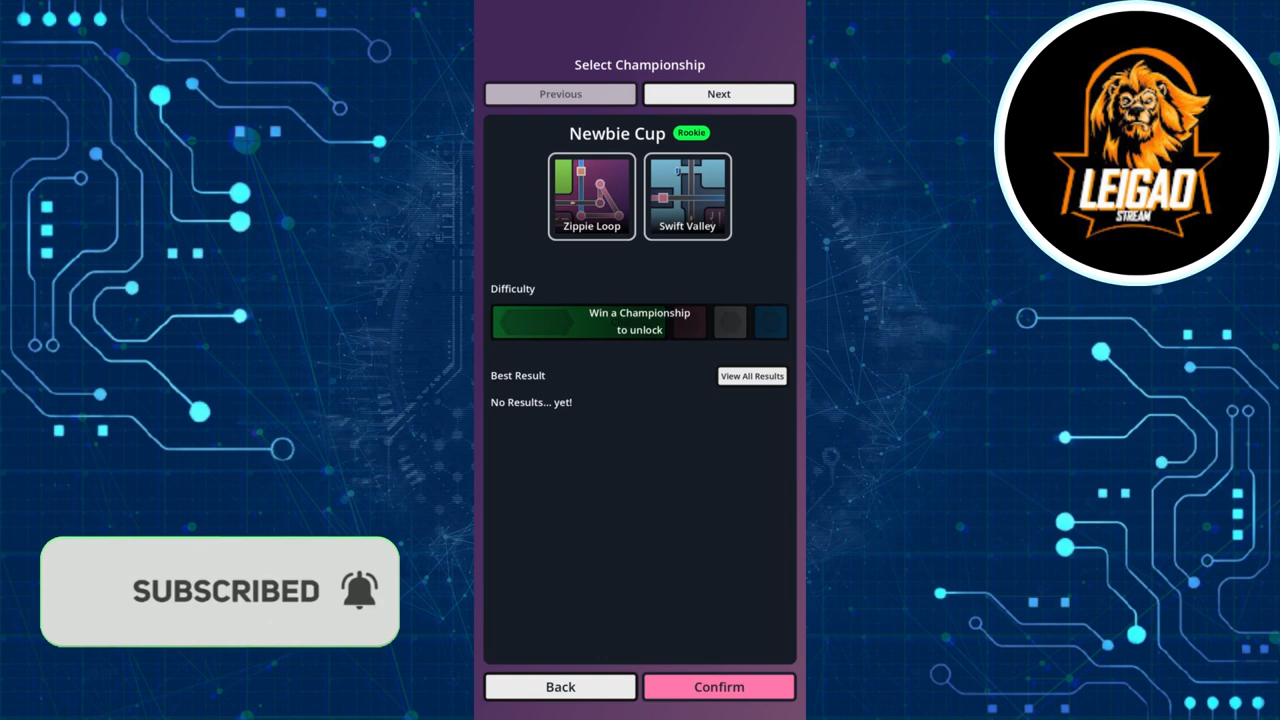 Select Championship
Previous
Next
Newbie Cup
Rookie
Zippie Loop
Swift Valley
Difficulty
Win a Championship
to unlock
Best Result
View All Results
No Results... yet!
Back
Confirm
SUBSCRIBED
LEIGAO
STREAM